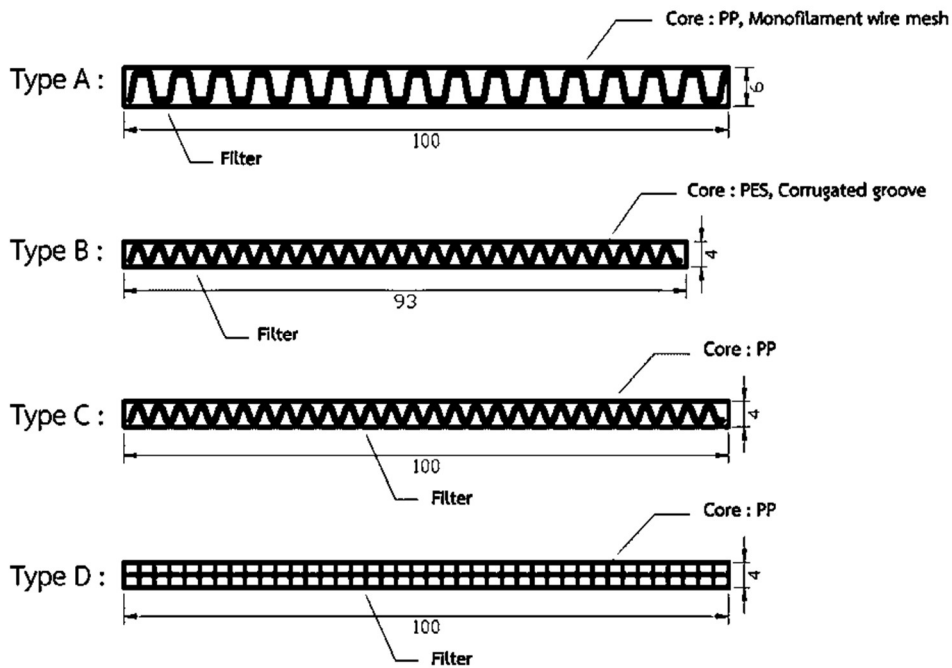 Core : PP, Monofilament wire mesh
Type A :
6
100
Filter
Core : PES, Corrugated groove
Type B :
4
93
Filter
Core : PP
Type C :
4
100
Filter
Core : PP
Type D :
4
100
Filter